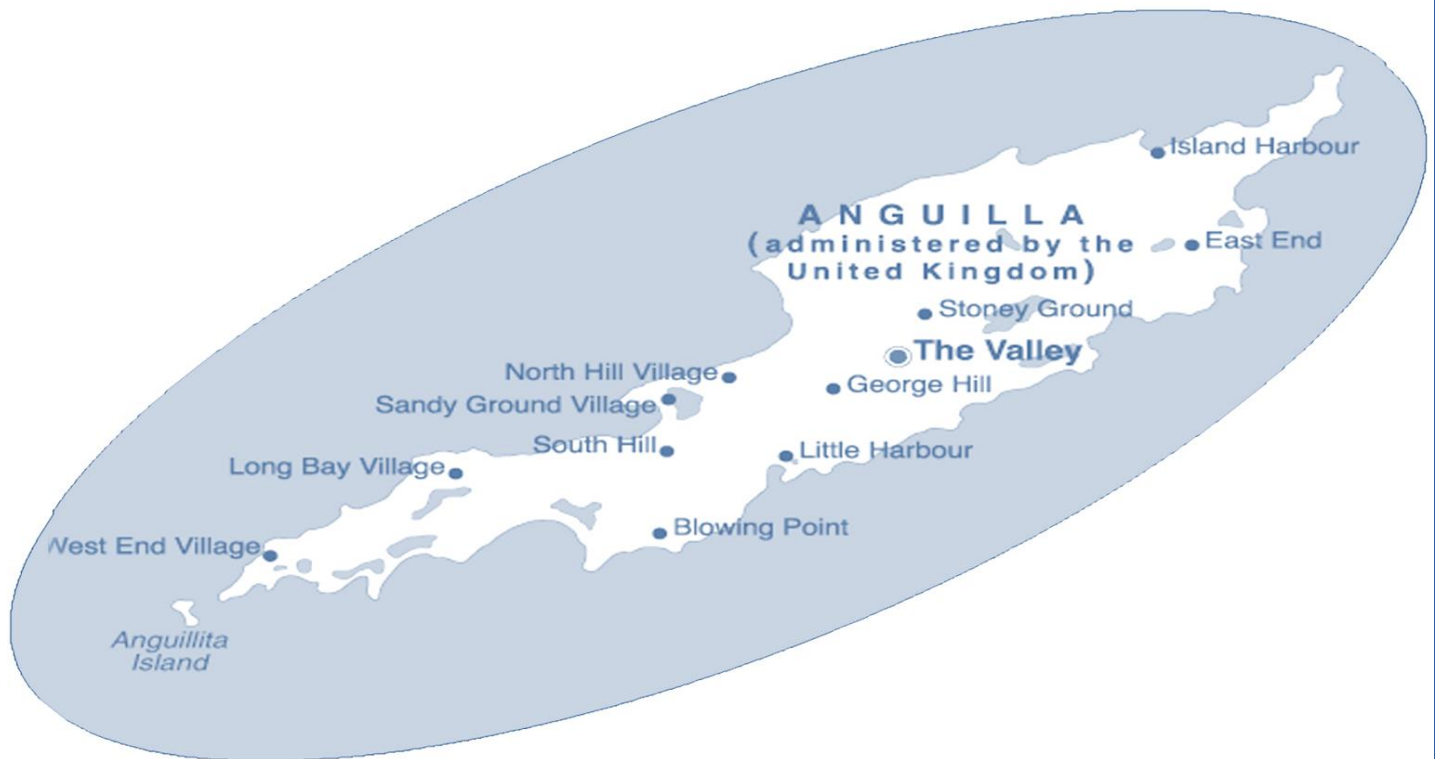 Island Harbour
ANGUILLA
(administered by the
United Kingdom)
East End
Stoney Ground
The Valley
North Hill Village
George Hill
Sandy Ground Village
South Hill
Little Harbour
Long Bay Village
Blowing Point
West End Village
Anguillita
Island